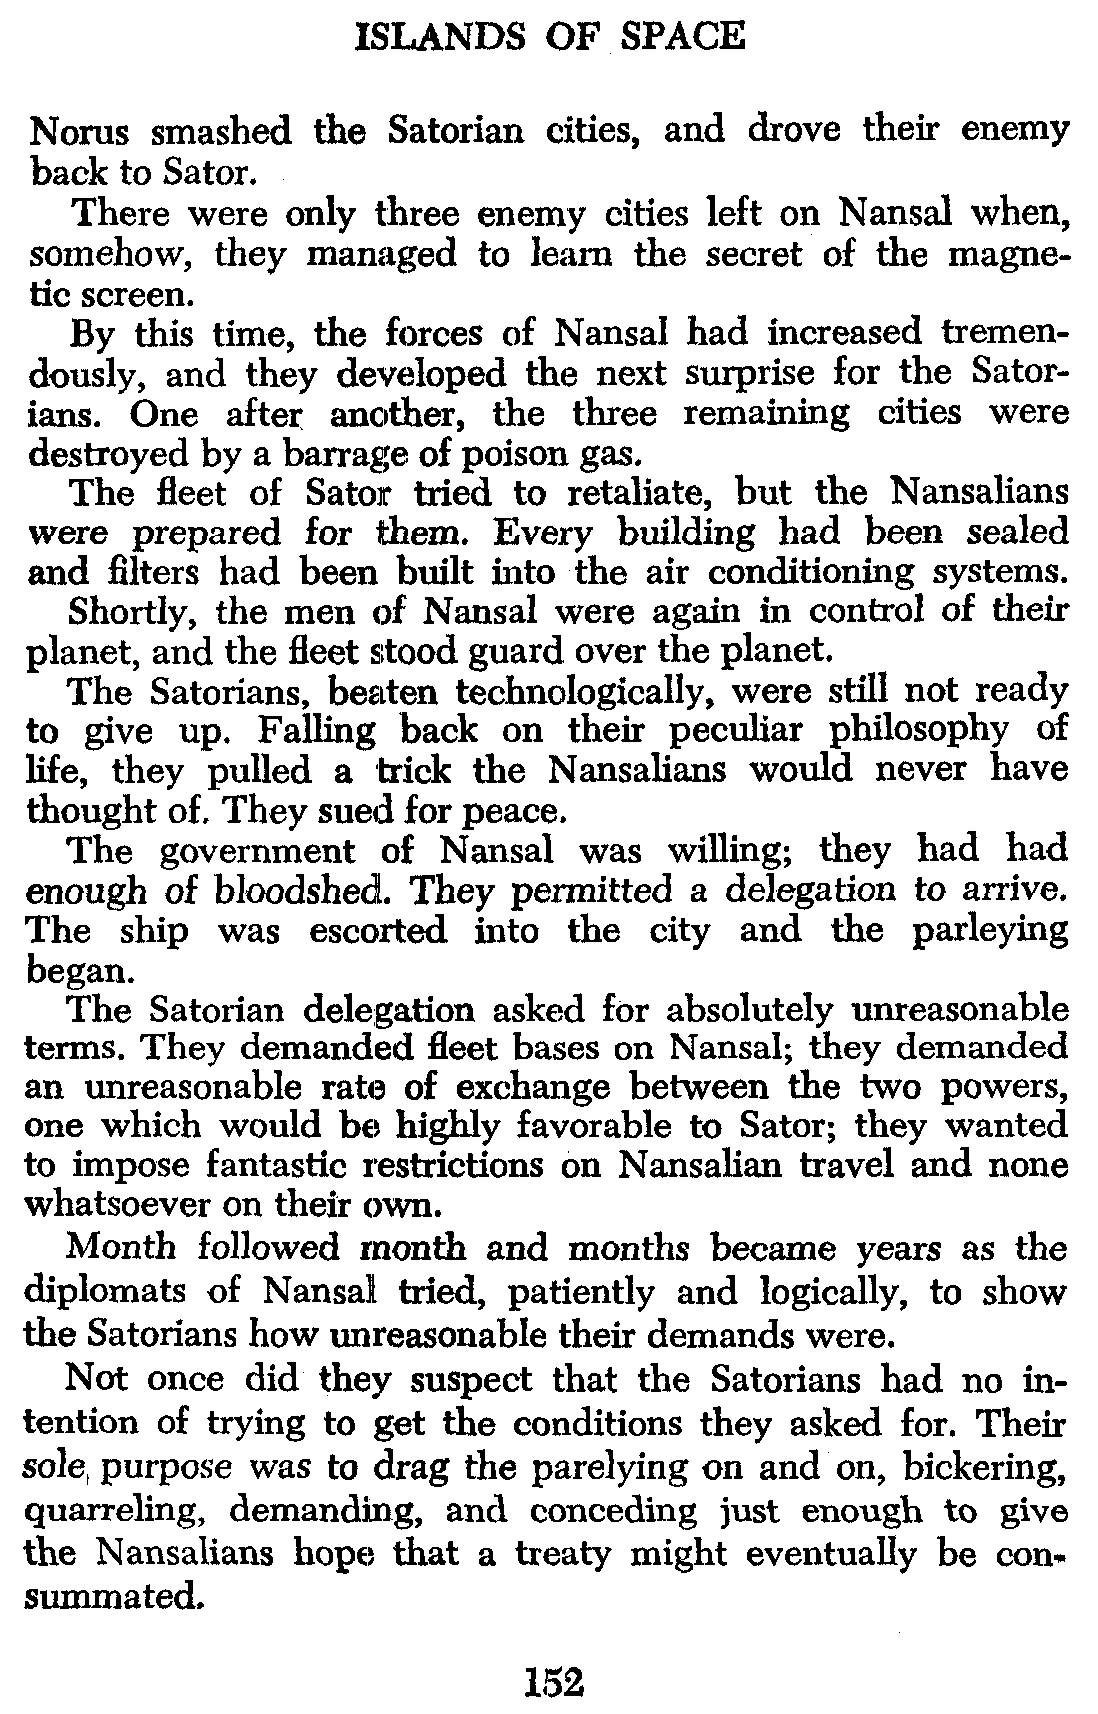 ISLANDS OF SPACE
Norus smashed the Satorian cities, and drove their enemy
back to Sator.
There were only three enemy cities left on Nansal when,
somehow, they managed to learn the secret of the magne-
tic screen.
By this time, the forces of Nansal had increased tremen-
dously, and they developed the next surprise for the Sator-
ians. One after another, the three remaining cities were
destroyed by a barrage of poison gas.
The fleet of Sator tried to retaliate, but the Nansalians
were prepared for them. Every building had been sealed
and filters had been built into the air conditioning systems.
Shortly, the men of Nansal were again in control of their
planet, and the fleet stood guard over the planet.
The Satorians, beaten technologically, were still not ready
to give up. Falling back on their peculiar philosophy of
life, they pulled a trick the Nansalians would never have
thought of. They sued for peace.
The government of Nansal was willing; they had had
enough of bloodshed. They permitted a delegation to arrive.
The ship was escorted into the city and the parleying
began.
The Satorian delegation asked for absolutely unreasonable
terms. They demanded fleet bases on Nansal; they demanded
an unreasonable rate of exchange between the two powers,
one which would be highly favorable to Sator; they wanted
to impose fantastic restrictions on Nansalian travel and none
whatsoever on their own.
Month followed month and months became years as the
diplomats of Nansal tried, patiently and logically, to show
the Satorians how unreasonable their demands were.
Not once did they suspect that the Satorians had no in-
tention of trying to get the conditions they asked for. Their
sole purpose was to drag the parelying on and on, bickering,
quarreling, demanding, and conceding just enough to give
the Nansalians hope that a treaty might eventually be con-
summated.
152